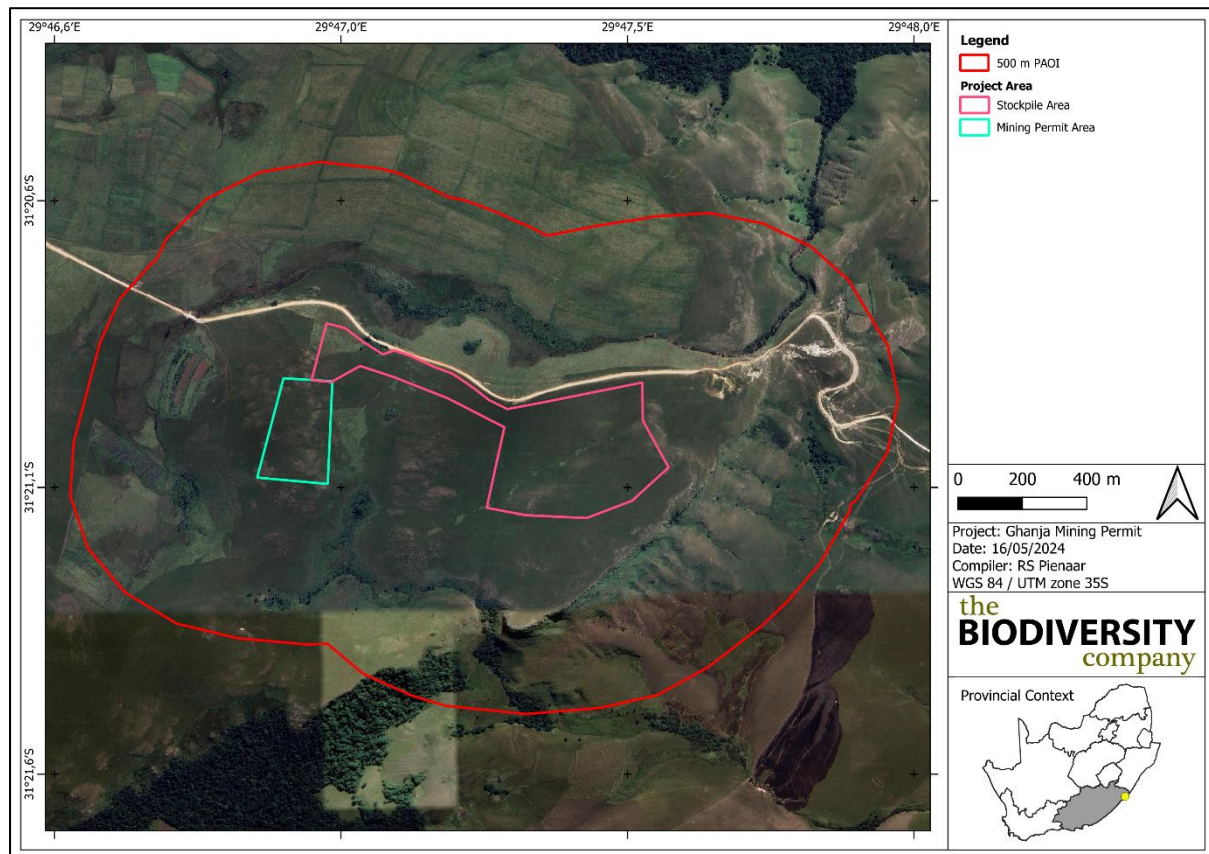 29°46,6'E 29°47,0'E 29°47,5'E 29°48,0'E
31°20,6'S
31°21,1'S
31°21,6'S
Legend
500 m PAOI
Project Area
Stockpile Area
Mining Permit Area
0 200 400 m
Project: Ghanja Mining Permit
Date: 16/05/2024
Compiler: RS Pienaar
WGS 84 / UTM zone 35S
the
BIODIVERSITY
company
Provincial Context